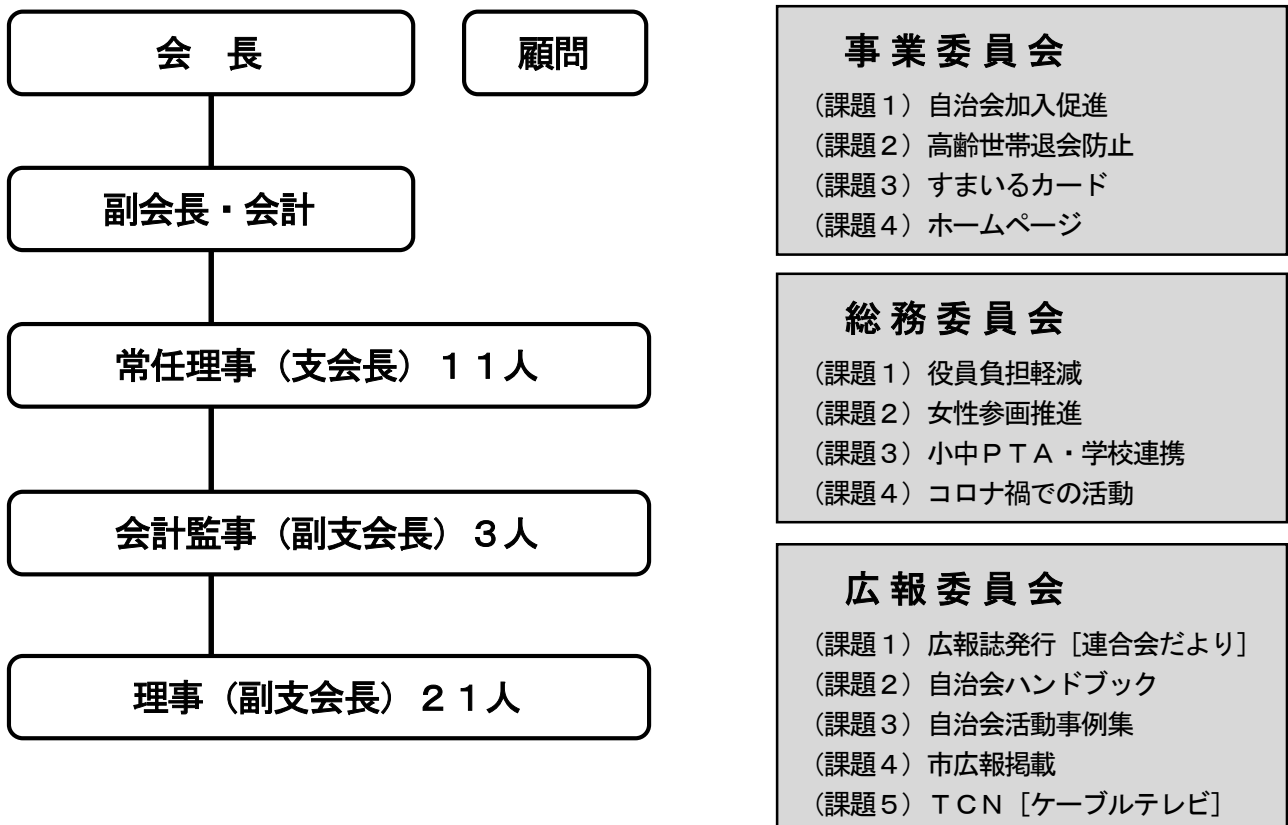 会　長
顧問
副会長・会計
常任理事（支会長）１１人
会計監事（副支会長）３人
理事（副支会長）２１人
事業委員会
（課題１）自治会加入促進
（課題２）高齢世帯退会防止
（課題３）すまいるカード
（課題４）ホームページ
総務委員会
（課題１）役員負担軽減
（課題２）女性参画推進
（課題３）小中ＰＴＡ・学校連携
（課題４）コロナ禍での活動
広報委員会
（課題１）広報誌発行［連合会だより］
（課題２）自治会ハンドブック
（課題３）自治会活動事例集
（課題４）市広報掲載
（課題５）ＴＣＮ［ケーブルテレビ］